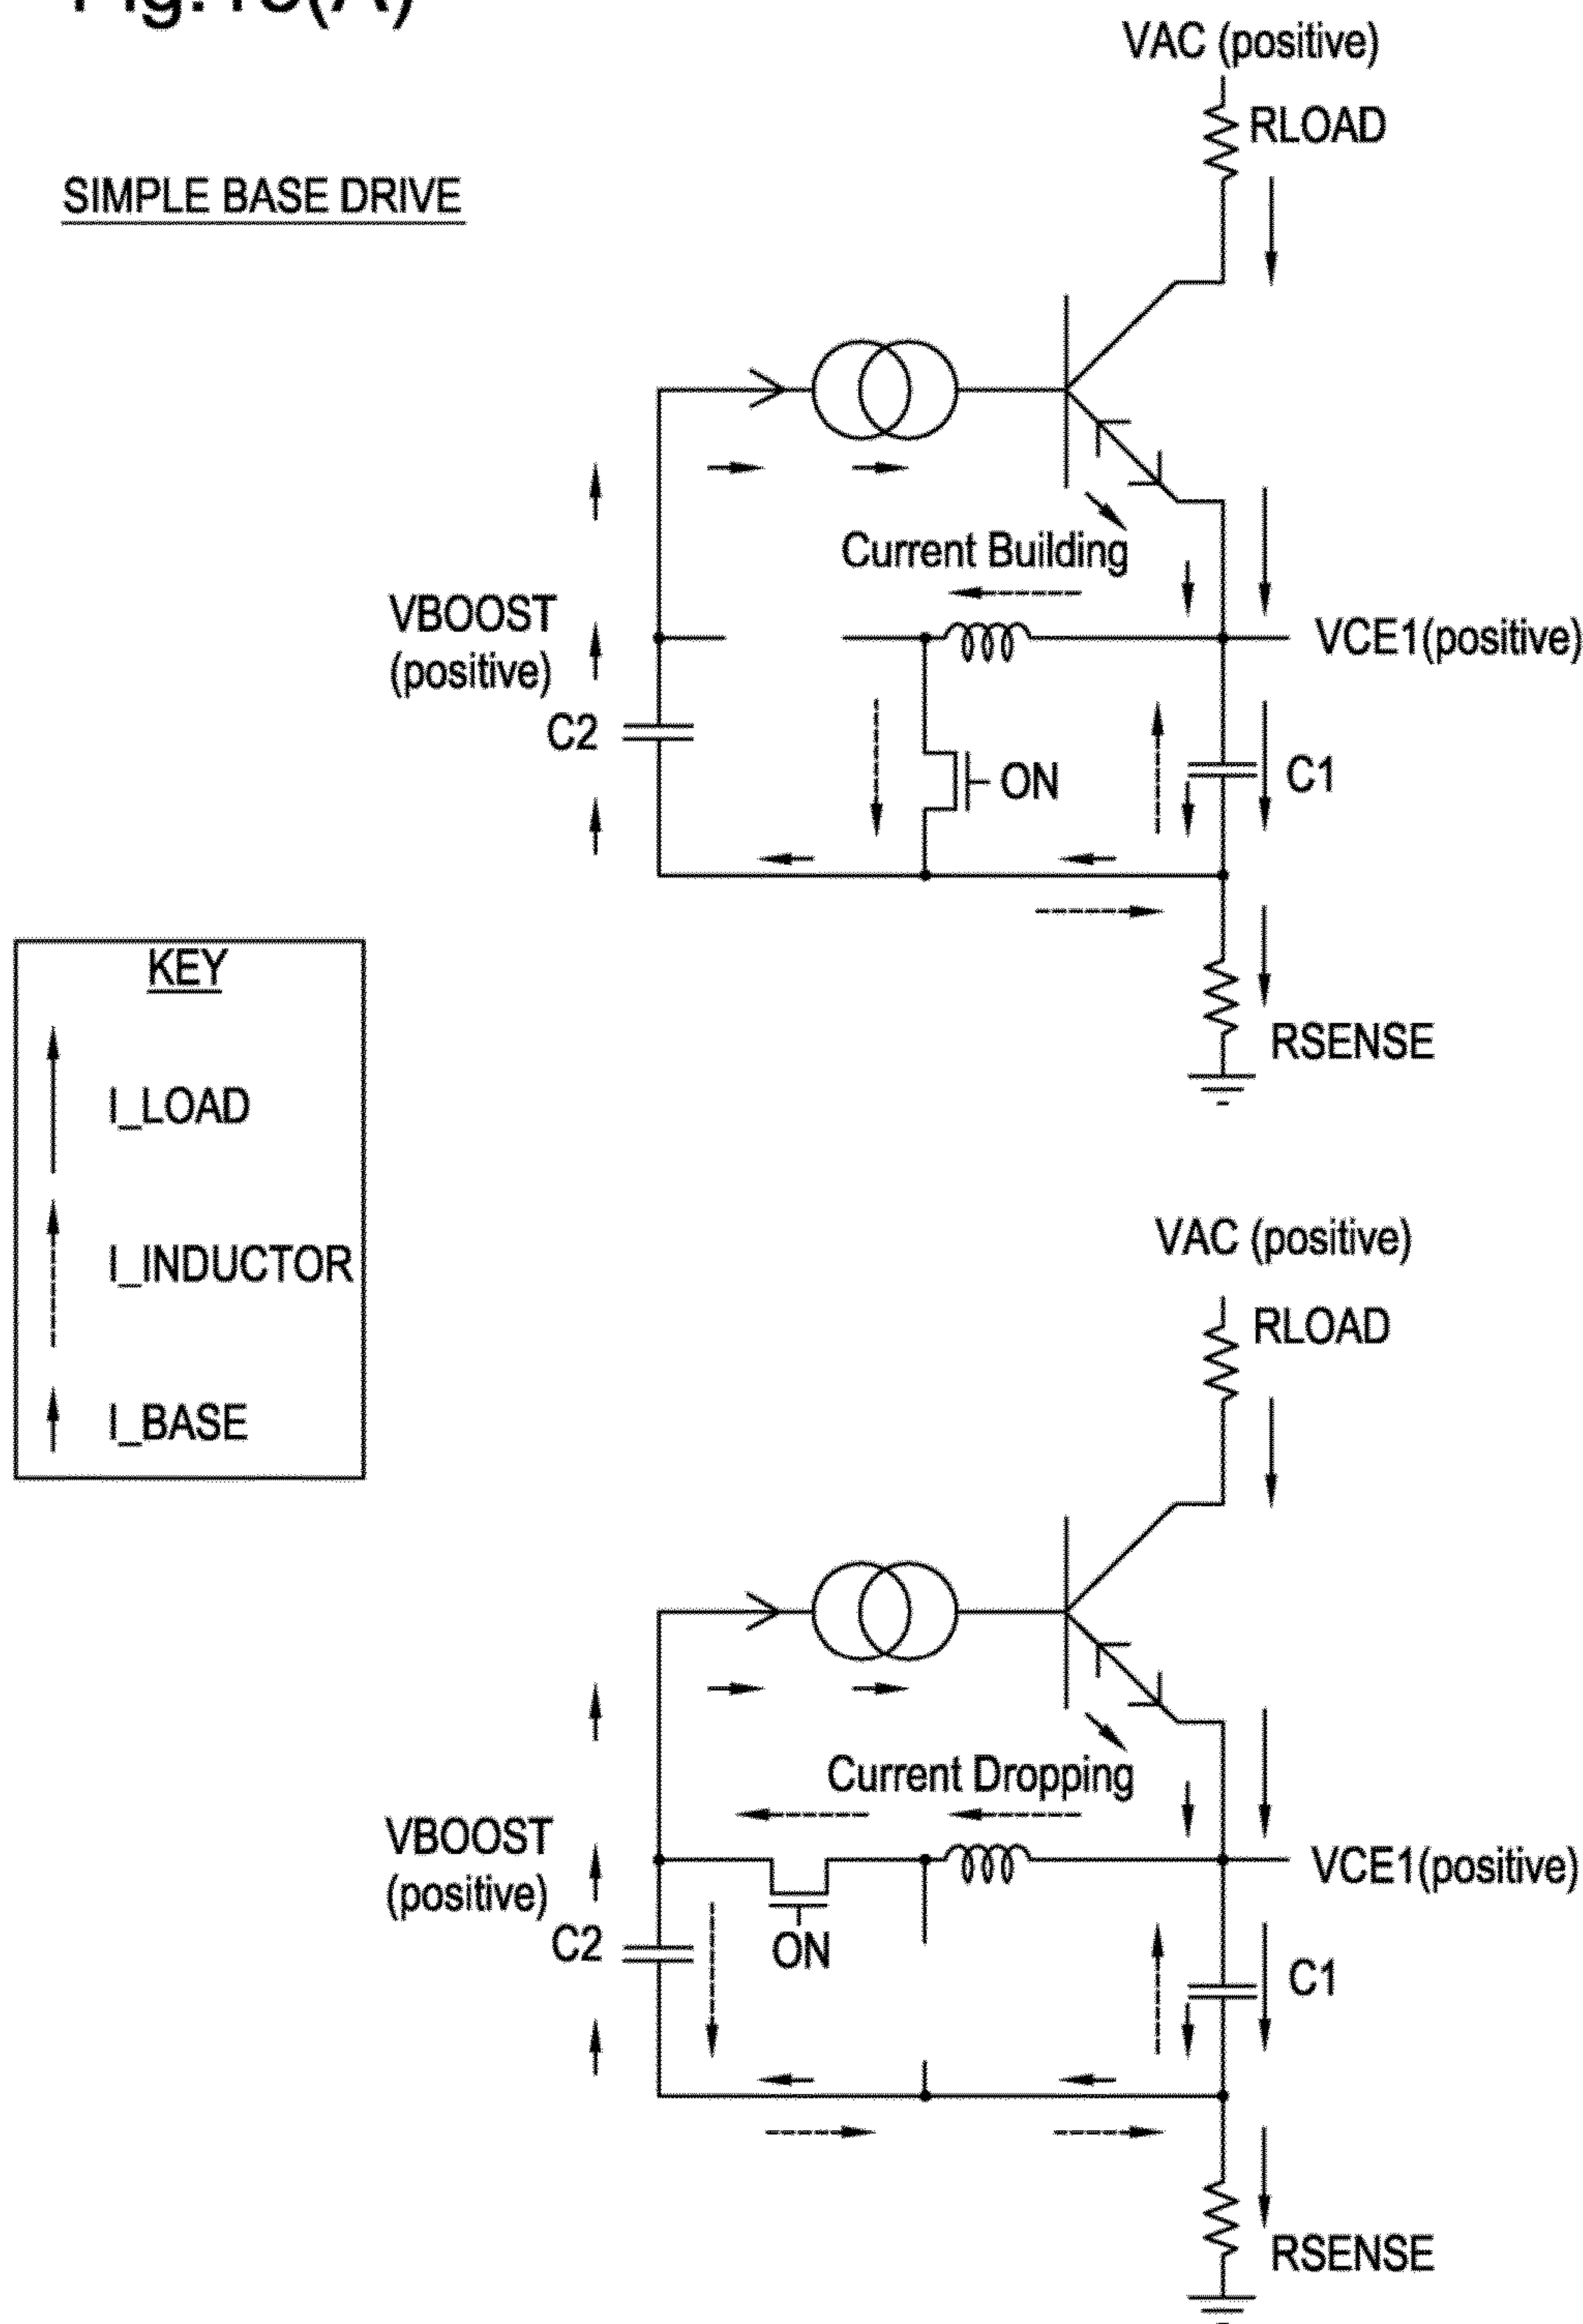 VAC (positive)
RLOAD
SIMPLE BASE DRIVE
Current Building
VBOOST
(positive)
VCE1(positive)
C2
ON
C1
RSENSE
KEY
I_LOAD
I_INDUCTOR
I_BASE
VAC (positive)
RLOAD
Current Dropping
VBOOST
(positive)
VCE1(positive)
C2
ON
C1
RSENSE